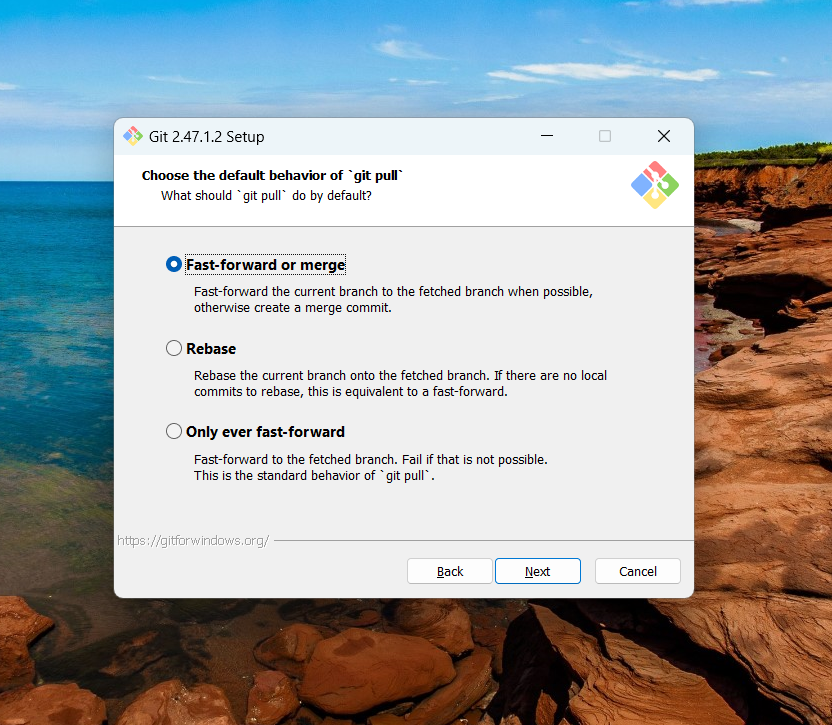 Git 2.47.1.2 Setup
Choose the default behavior of `git pull`
What should `git pull` do by default?
Fast-forward or merge
Fast-forward the current branch to the fetched branch when possible,
otherwise create a merge commit.
Rebase
Rebase the current branch onto the fetched branch. If there are no local
commits to rebase, this is equivalent to a fast-forward.
Only ever fast-forward
Fast-forward to the fetched branch. Fail if that is not possible.
This is the standard behavior of `git pull`.
https://gitforwindows.org/
Back Next Cancel